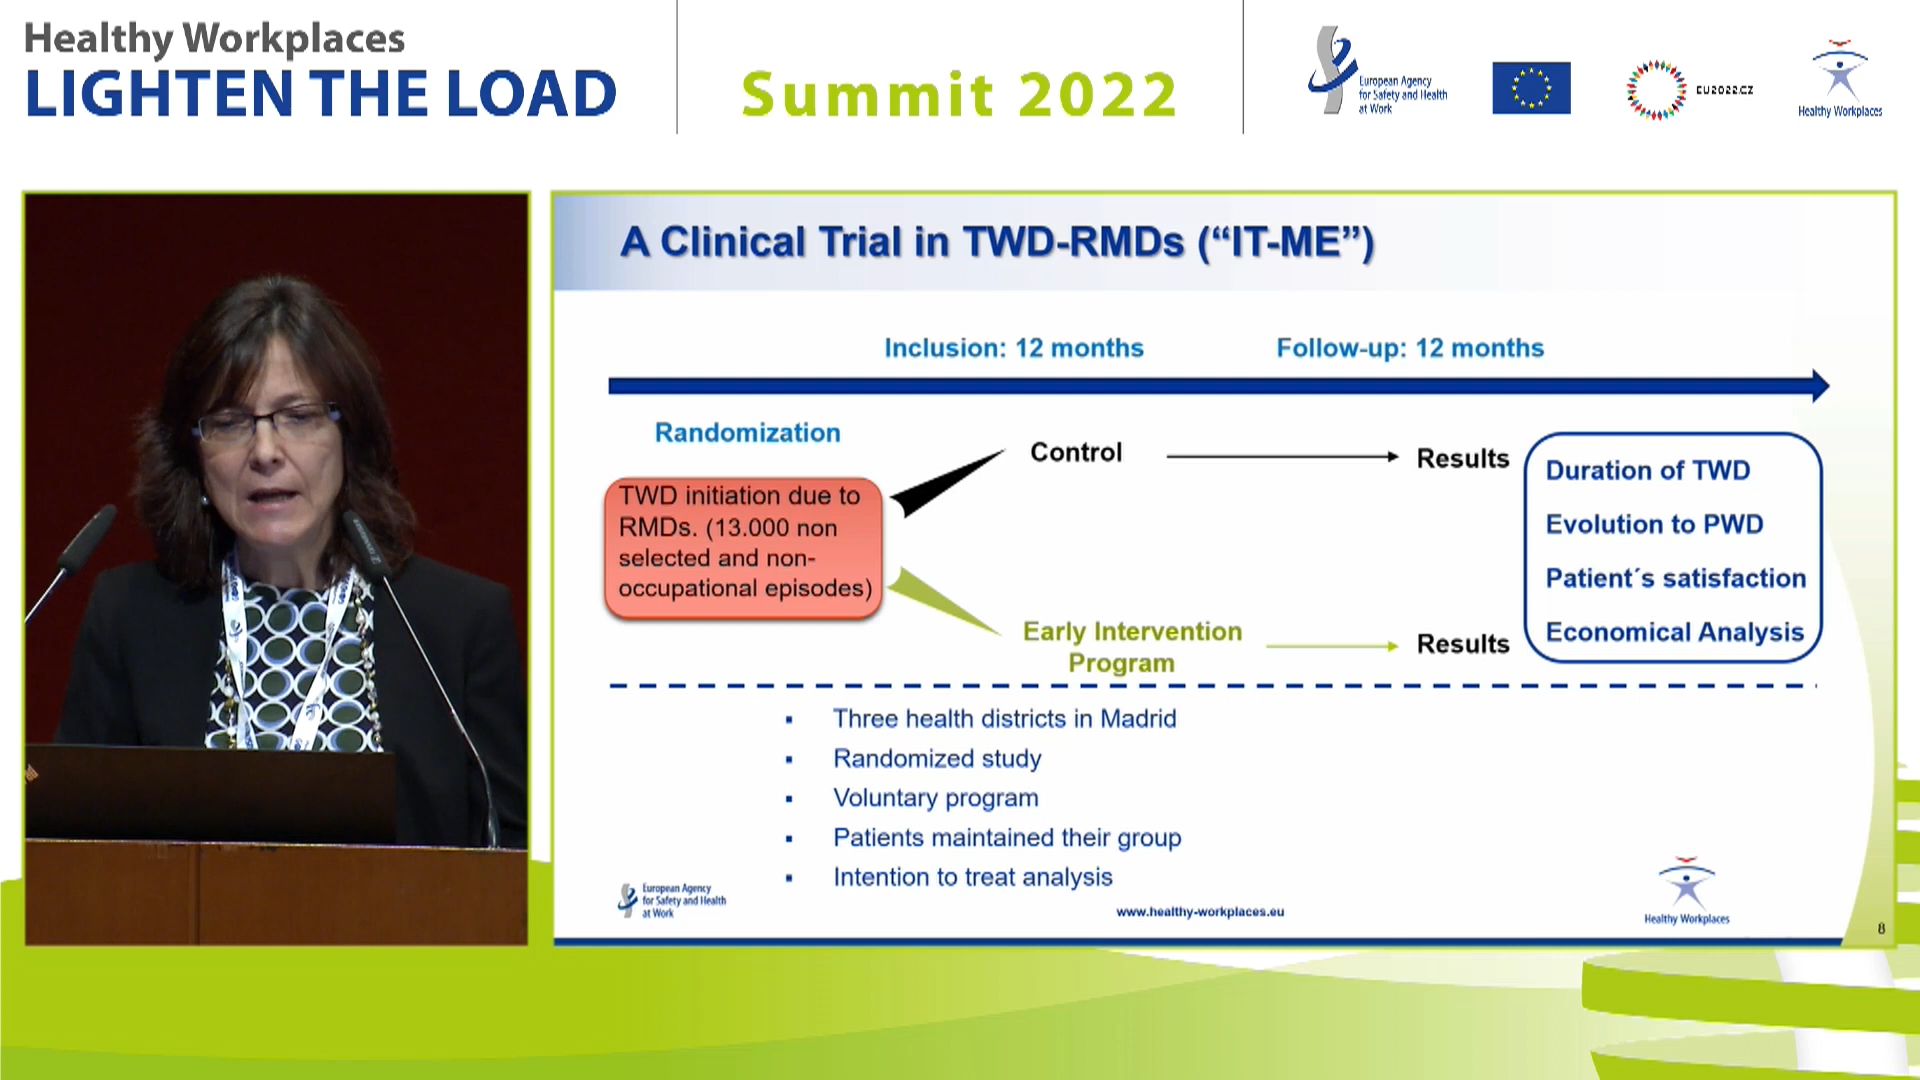 Healthy Workplaces
LIGHTEN THE LOAD
Summit 2022
European Agency
for Safety and Health
at Work
EU2022.CZ
Healthy Workplaces
A Clinical Trial in TWD-RMDs (“IT-ME”)
Inclusion: 12 months
Follow-up: 12 months
Randomization
TWD initiation due to
RMDs. (13.000 non
selected and non-
occupational episodes)
Control
Results
Early Intervention
Program
Results
Duration of TWD
Evolution to PWD
Patient´s satisfaction
Economical Analysis
▪ Three health districts in Madrid
▪ Randomized study
▪ Voluntary program
▪ Patients maintained their group
▪ Intention to treat analysis
European Agency
for Safety and Health
at Work
www.healthy-workplaces.eu
Healthy Workplaces
8